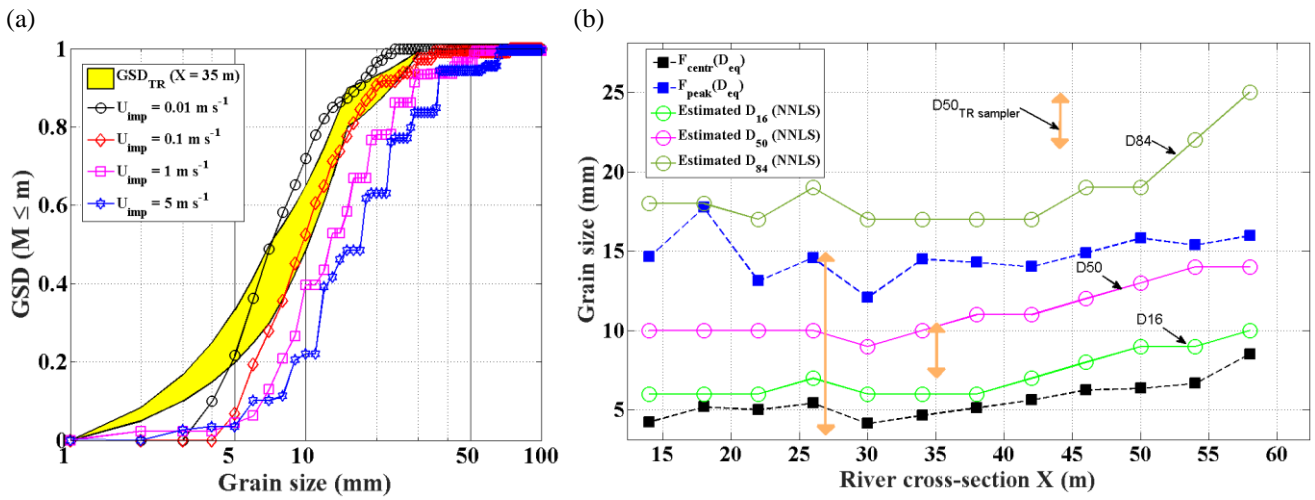 (a)
GSD (M ≤ m)
1
0.8
0.6
0.4
0.2
0
GSD_TR (X = 35 m)
U_imp = 0.01 m s⁻¹
U_imp = 0.1 m s⁻¹
U_imp = 1 m s⁻¹
U_imp = 5 m s⁻¹
1 5 10 50 100
Grain size (mm)
(b)
Grain size (mm)
25
20
15
10
5
F_centr(D_eq)
F_peak(D_eq)
Estimated D_16 (NNLS)
Estimated D_50 (NNLS)
Estimated D_84 (NNLS)
D50_TR sampler
D84
D50
D16
15 20 25 30 35 40 45 50 55 60
River cross-section X (m)